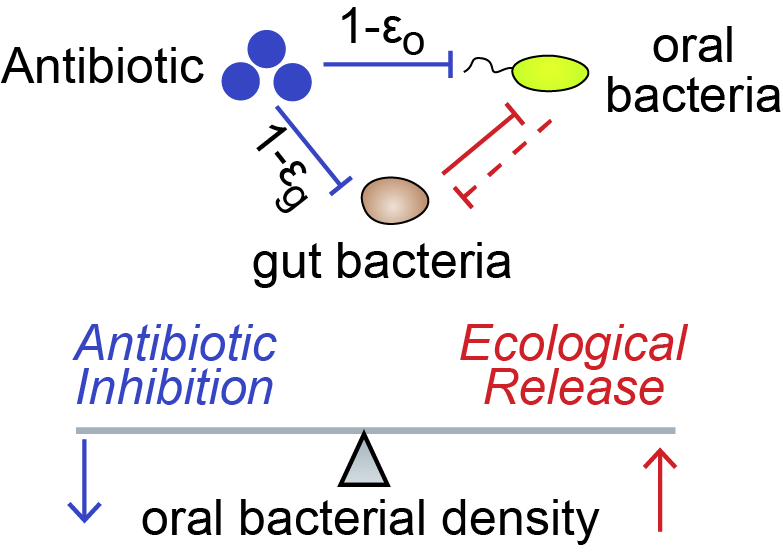 1-εo
Antibiotic
oral
bacteria
1-εg
gut bacteria
Antibiotic
Inhibition
Ecological
Release
oral bacterial density